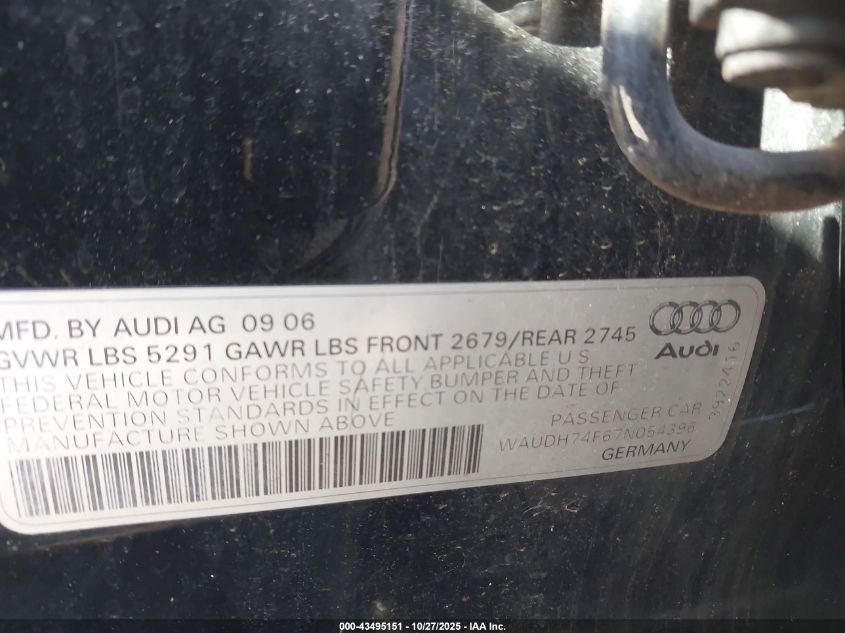 MFD. BY AUDI AG 09 06
GVWR LBS 5291 GAWR LBS FRONT 2679/REAR 2745
THIS VEHICLE CONFORMS TO ALL APPLICABLE U S
FEDERAL MOTOR VEHICLE SAFETY, BUMPER AND THEFT
PREVENTION STANDARDS IN EFFECT ON THE DATE OF
MANUFACTURE SHOWN ABOVE
PASSENGER CAR
WAUDH74F67N054396
GERMANY
Audi
3972416
000-43495151 - 10/27/2025 - IAA Inc.